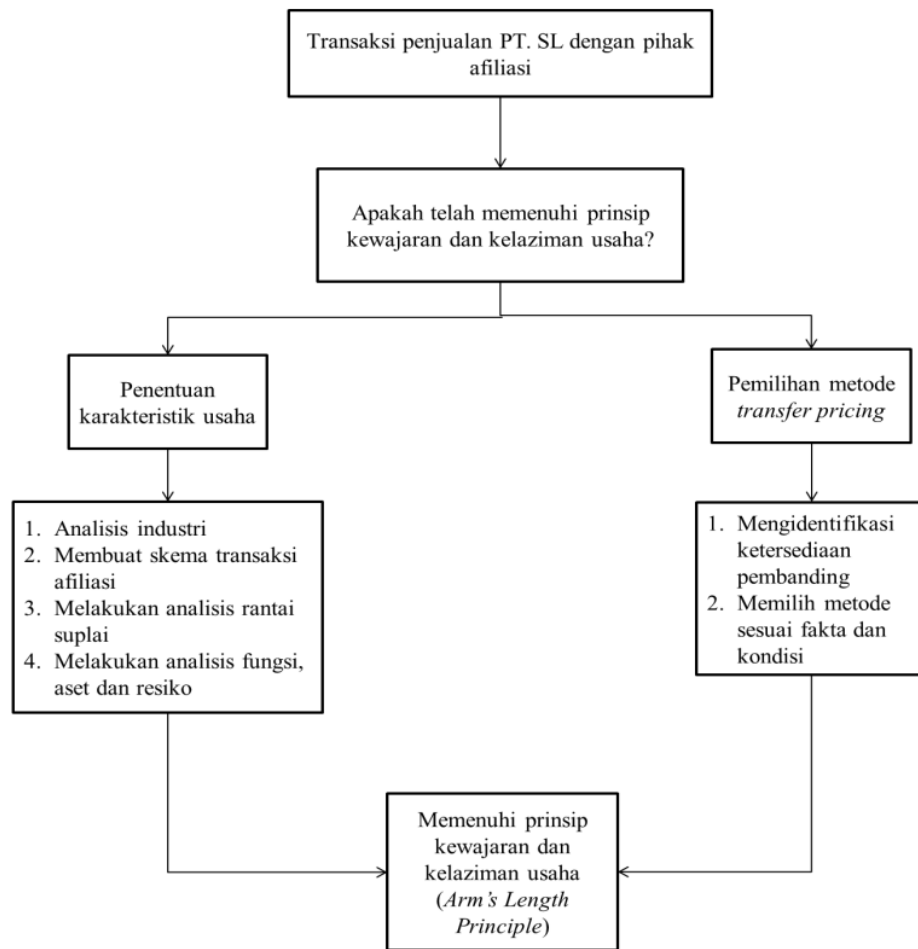 Transaksi penjualan PT. SL dengan pihak
afiliasi
Apakah telah memenuhi prinsip
kewajaran dan kelaziman usaha?
Penentuan
karakteristik usaha
Pemilihan metode
transfer pricing
1. Analisis industri
2. Membuat skema transaksi
afiliasi
3. Melakukan analisis rantai
suplai
4. Melakukan analisis fungsi,
aset dan resiko
1. Mengidentifikasi
ketersediaan
pembanding
2. Memilih metode
sesuai fakta dan
kondisi
Memenuhi prinsip
kewajaran dan
kelaziman usaha
(Arm’s Length
Principle)